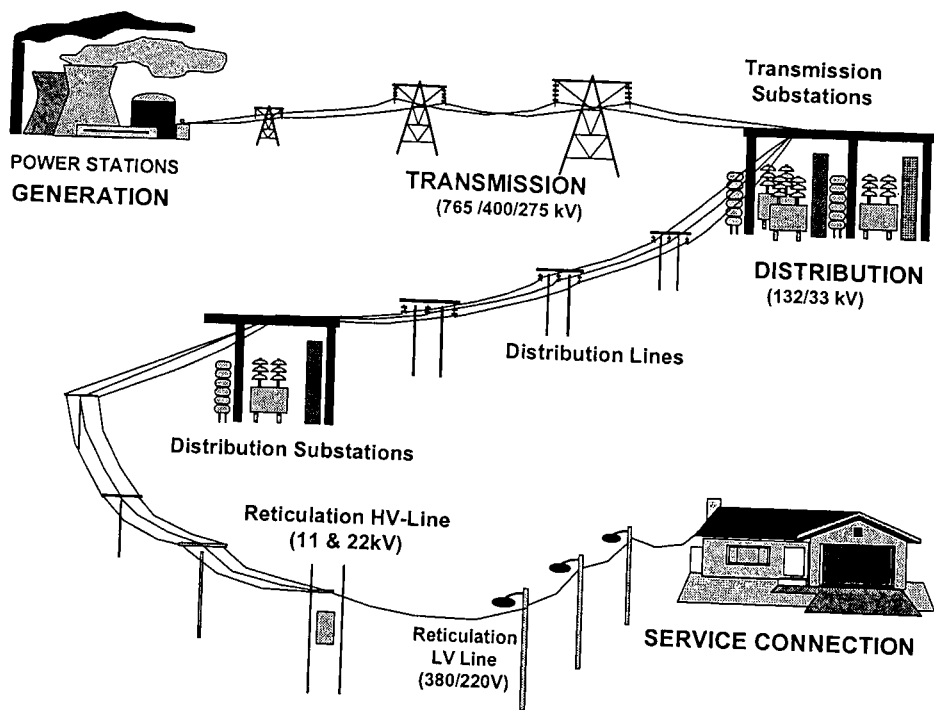 POWER STATIONS
GENERATION
TRANSMISSION
(765 /400/275 kV)
Transmission
Substations
DISTRIBUTION
(132/33 kV)
Distribution Lines
Distribution Substations
Reticulation HV-Line
(11 & 22kV)
Reticulation
LV Line
(380/220V)
SERVICE CONNECTION